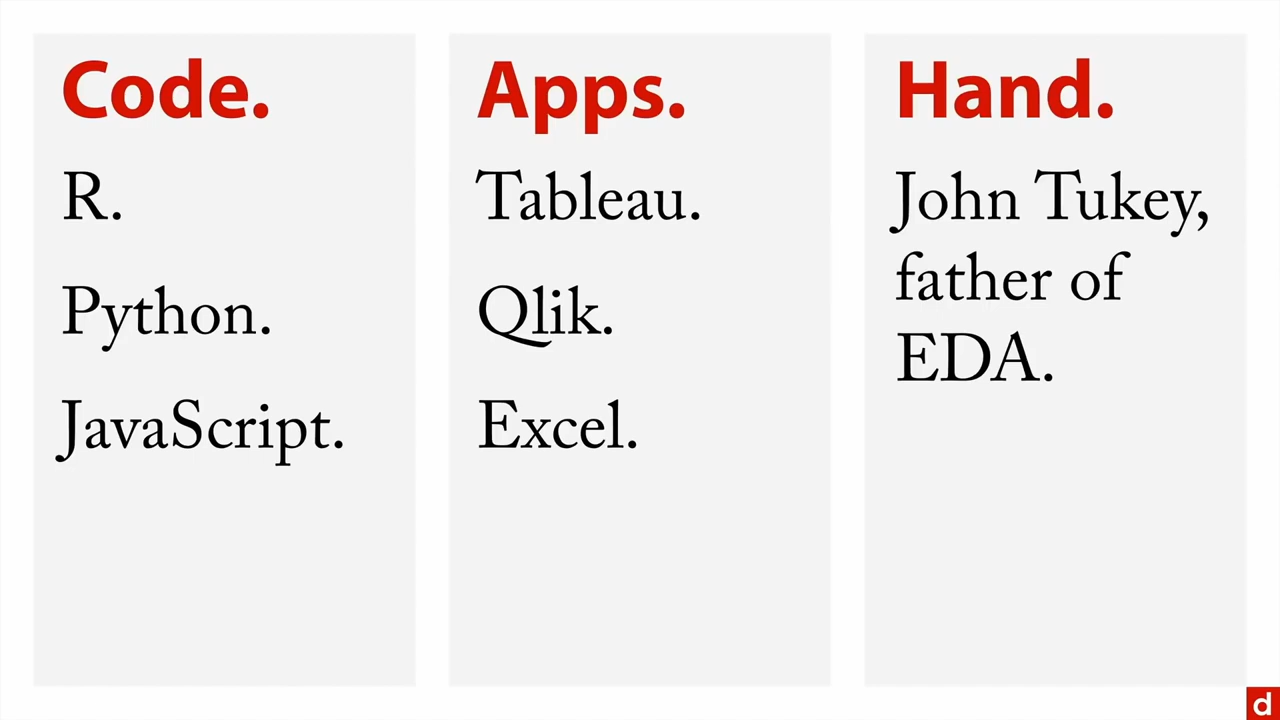 Code.
R.
Python.
JavaScript.
Apps.
Tableau.
Qlik.
Excel.
Hand.
John Tukey,
father of
EDA.
d